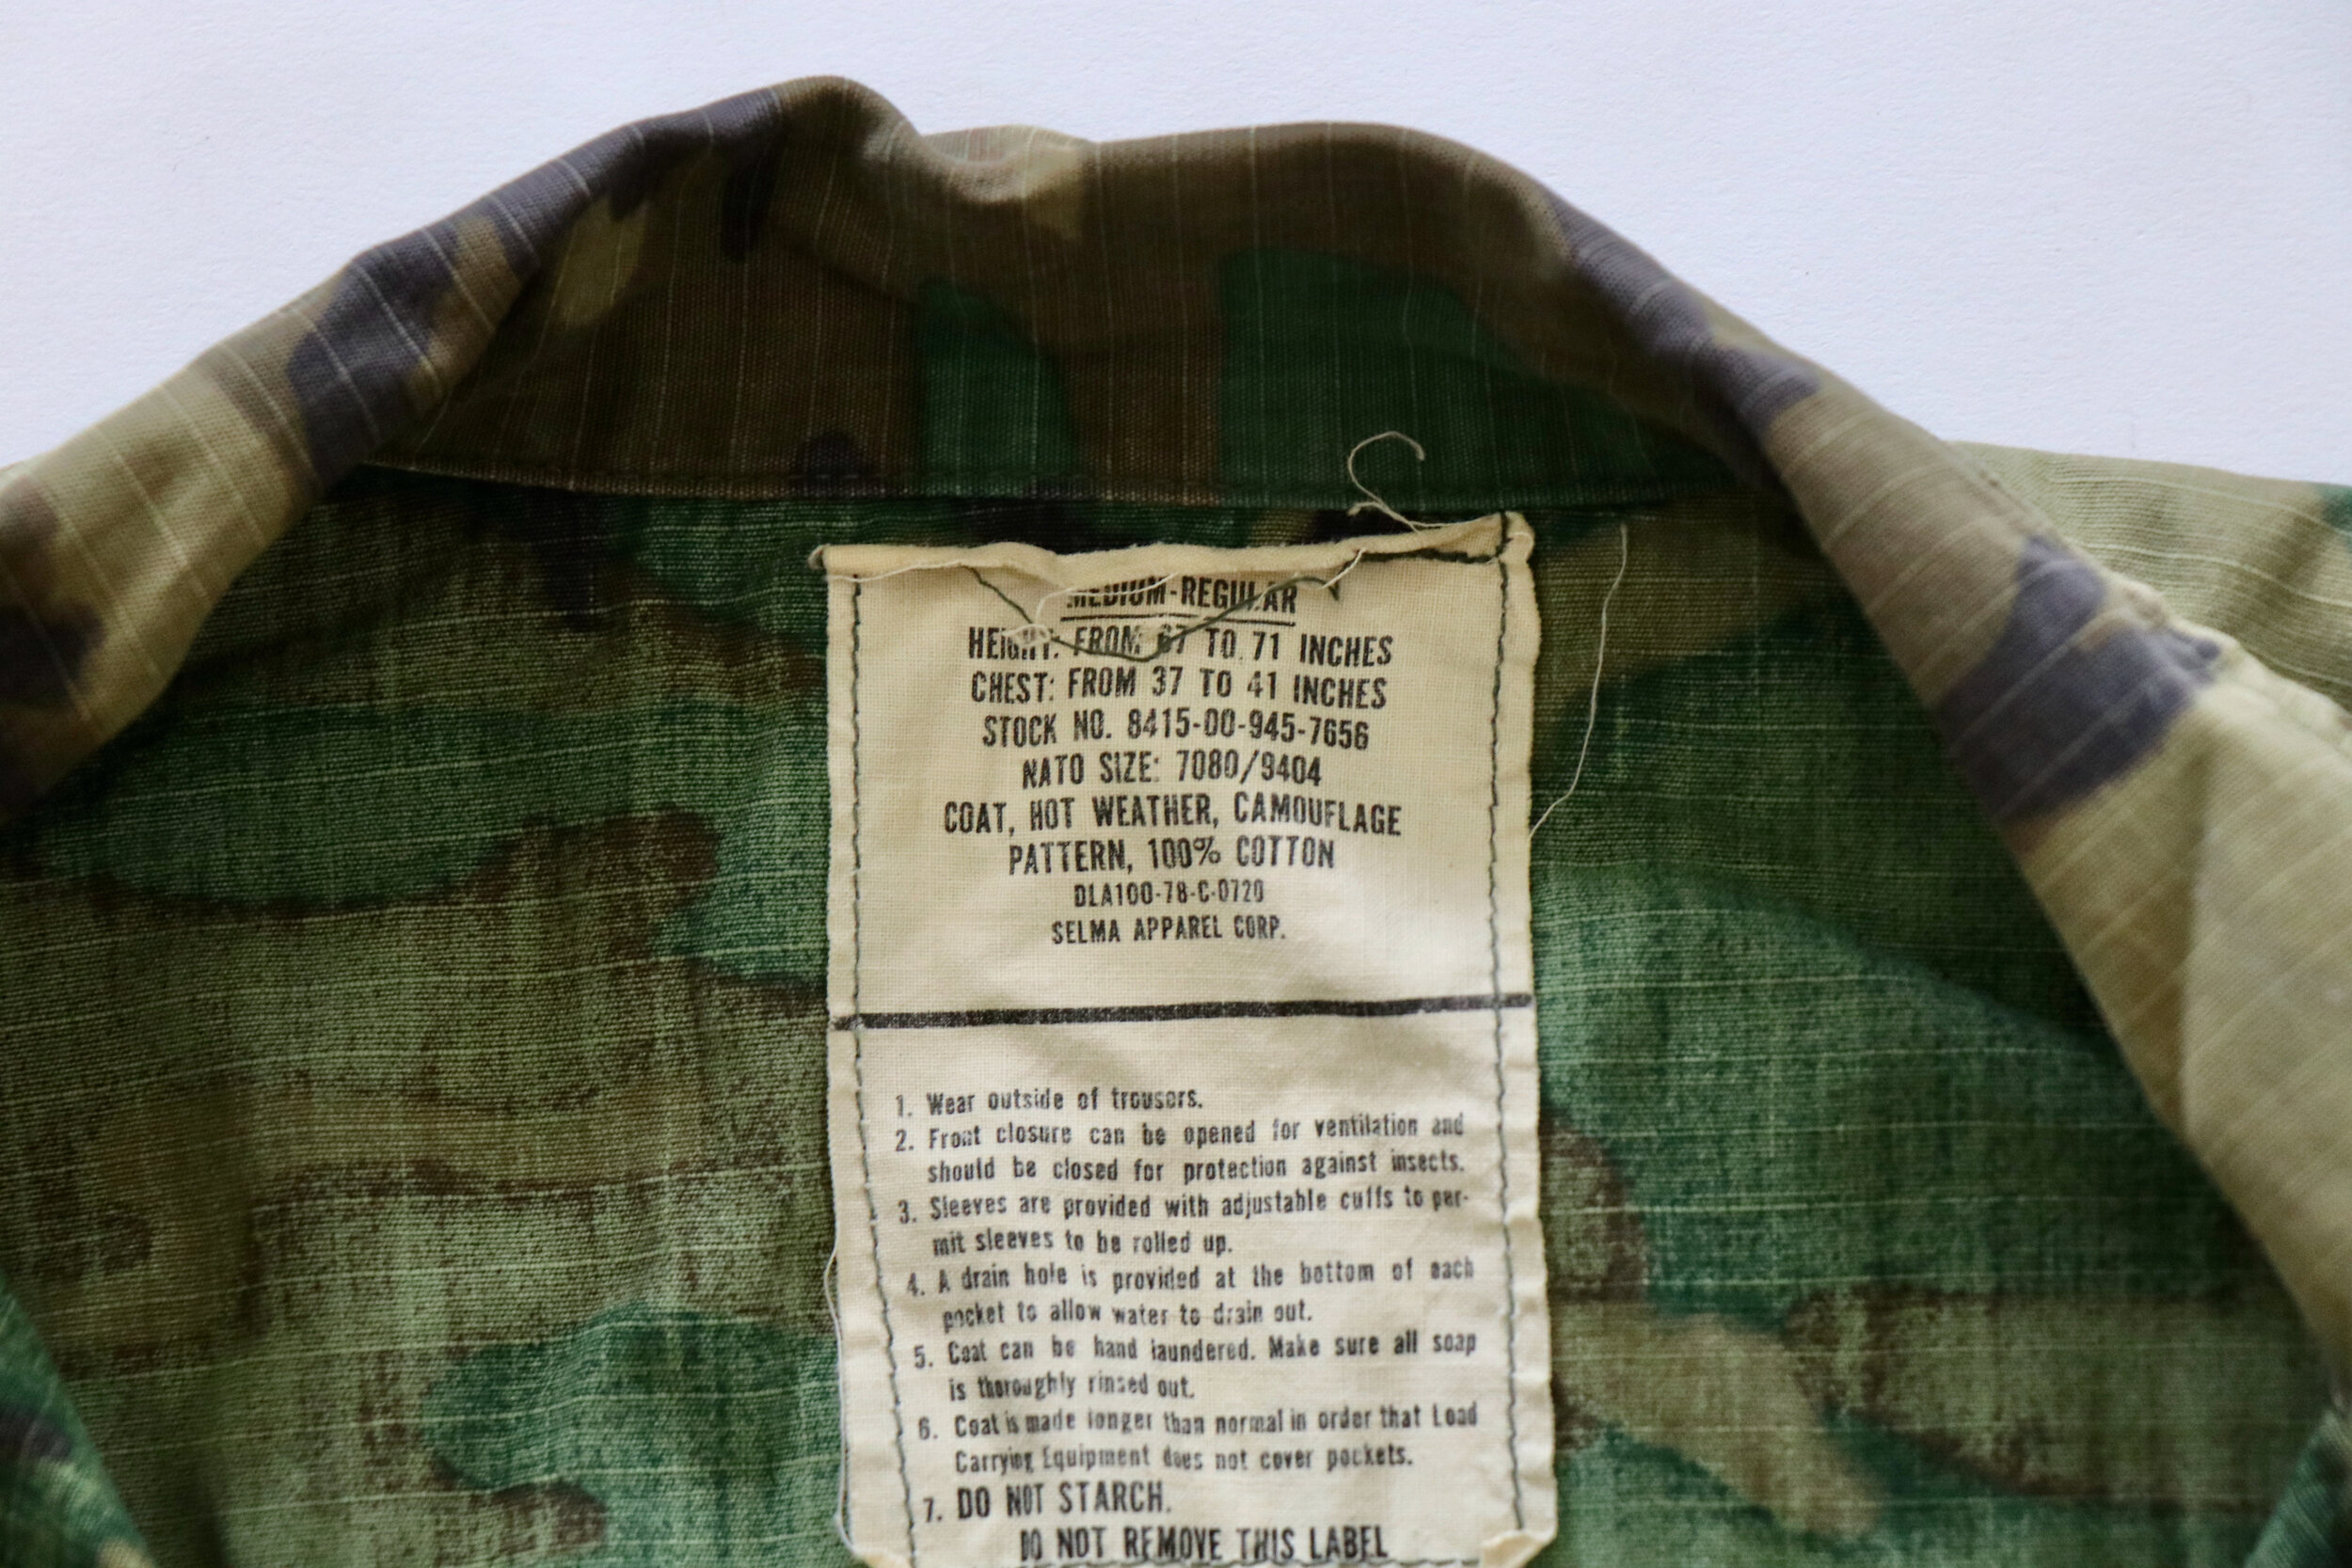 MEDIUM-REGULAR
HEIGHT: FROM 67 TO 71 INCHES
CHEST: FROM 37 TO 41 INCHES
STOCK NO. 8415-00-945-7656
NATO SIZE: 7080/9404
COAT, HOT WEATHER, CAMOUFLAGE
PATTERN, 100% COTTON
DLA100-78-C-0720
SELMA APPAREL CORP.
1. Wear outside of trousers.
2. Front closure can be opened for ventilation and
should be closed for protection against insects.
3. Sleeves are provided with adjustable cuffs to per-
mit sleeves to be rolled up.
4. A drain hole is provided at the bottom of each
pocket to allow water to drain out.
5. Coat can be hand laundered. Make sure all soap
is thoroughly rinsed out.
6. Coat is made longer than normal in order that Load
Carrying Equipment does not cover pockets.
7. DO NOT STARCH.
DO NOT REMOVE THIS LABEL